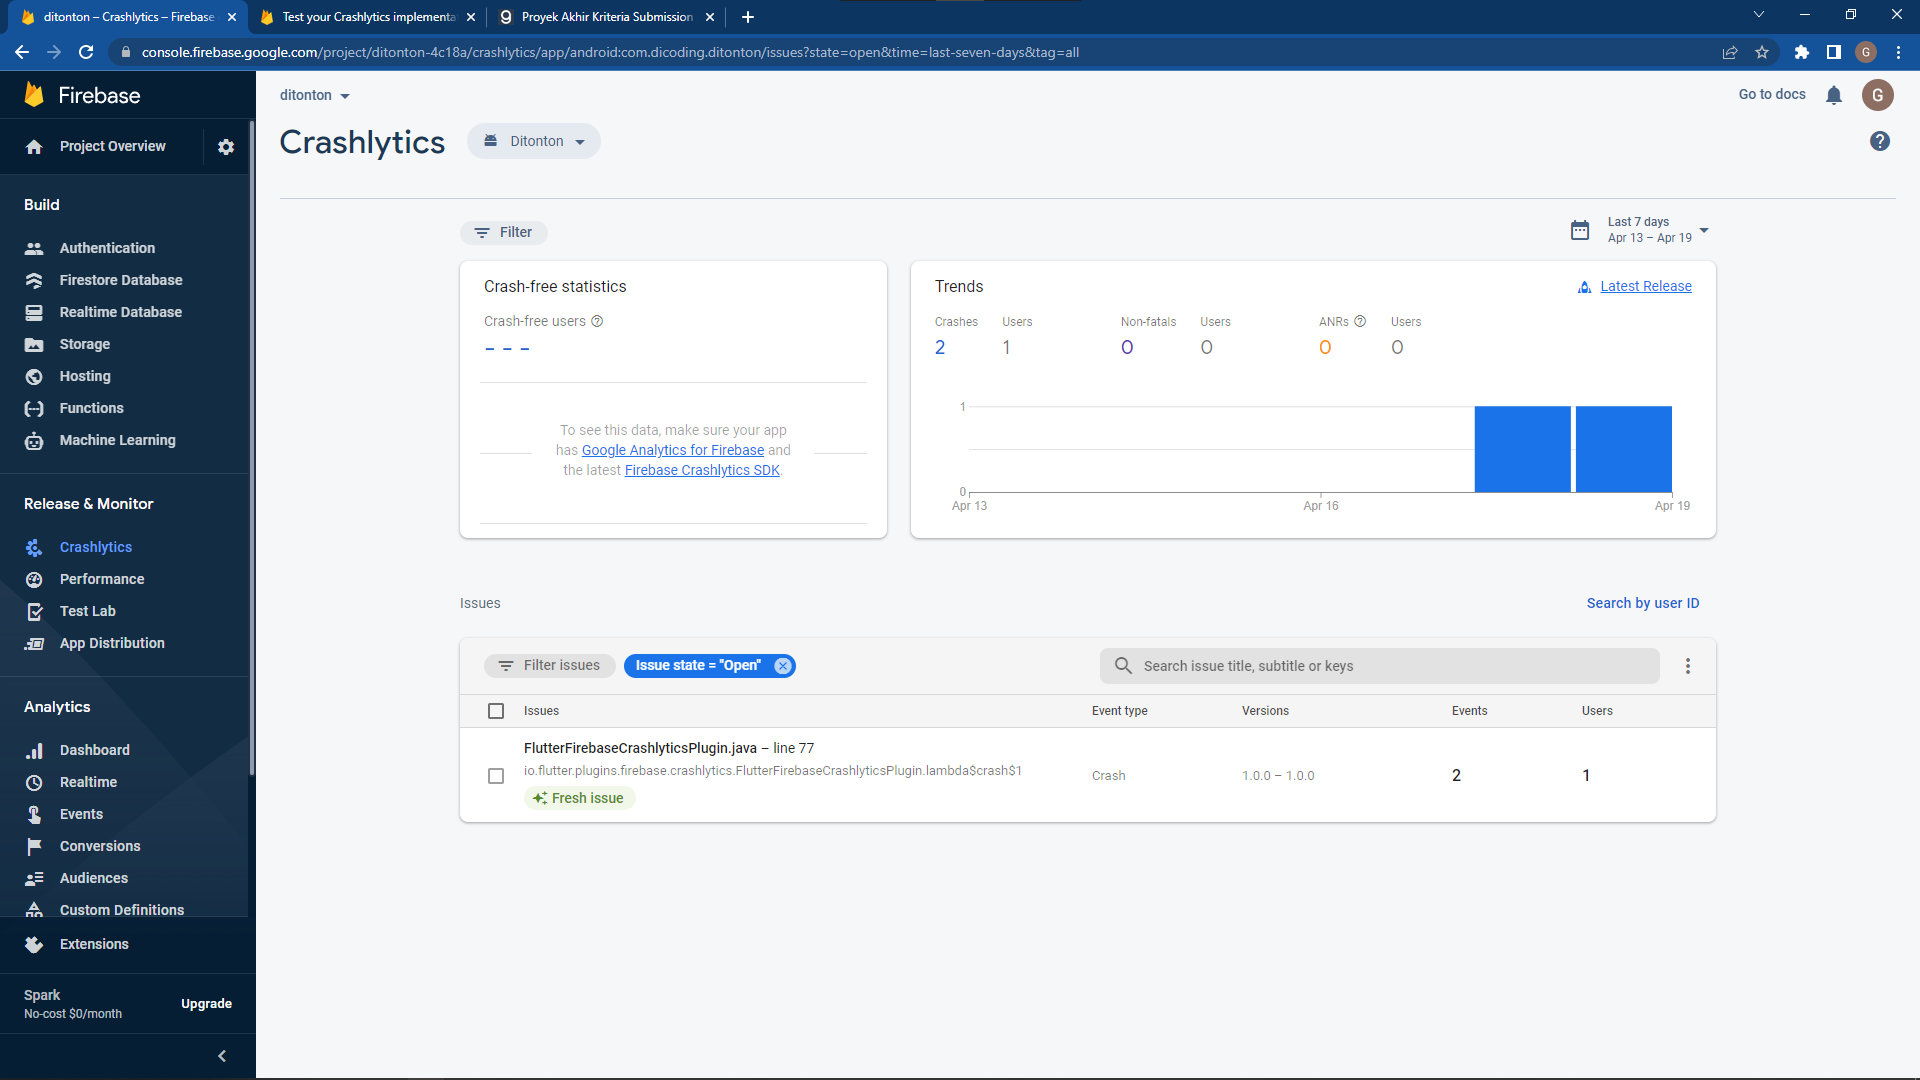 ditonton – Crashlytics – Firebase
Test your Crashlytics implementa
Proyek Akhir Kriteria Submission
console.firebase.google.com/project/ditonton-4c18a/crashlytics/app/android:com.dicoding.ditonton/issues?state=open&time=last-seven-days&tag=all
G
Firebase
Project Overview
Build
Authentication
Firestore Database
Realtime Database
Storage
Hosting
Functions
Machine Learning
Release & Monitor
Crashlytics
Performance
Test Lab
App Distribution
Analytics
Dashboard
Realtime
Events
Conversions
Audiences
Custom Definitions
Extensions
Spark
No-cost $0/month
Upgrade
ditonton
Go to docs
G
Crashlytics
Ditonton
Filter
Last 7 days
Apr 13 – Apr 19
Crash-free statistics
Crash-free users
– – –
To see this data, make sure your app
has Google Analytics for Firebase and
the latest Firebase Crashlytics SDK.
Trends
Latest Release
Crashes Users Non-fatals Users ANRs Users
2 1 0 0 0 0
1
0
Apr 13 Apr 16 Apr 19
Issues
Search by user ID
Filter issues
Issue state = "Open"
Search issue title, subtitle or keys
Issues Event type Versions Events Users
FlutterFirebaseCrashlyticsPlugin.java – line 77
io.flutter.plugins.firebase.crashlytics.FlutterFirebaseCrashlyticsPlugin.lambda$crash$1
Crash 1.0.0 – 1.0.0 2 1
Fresh issue